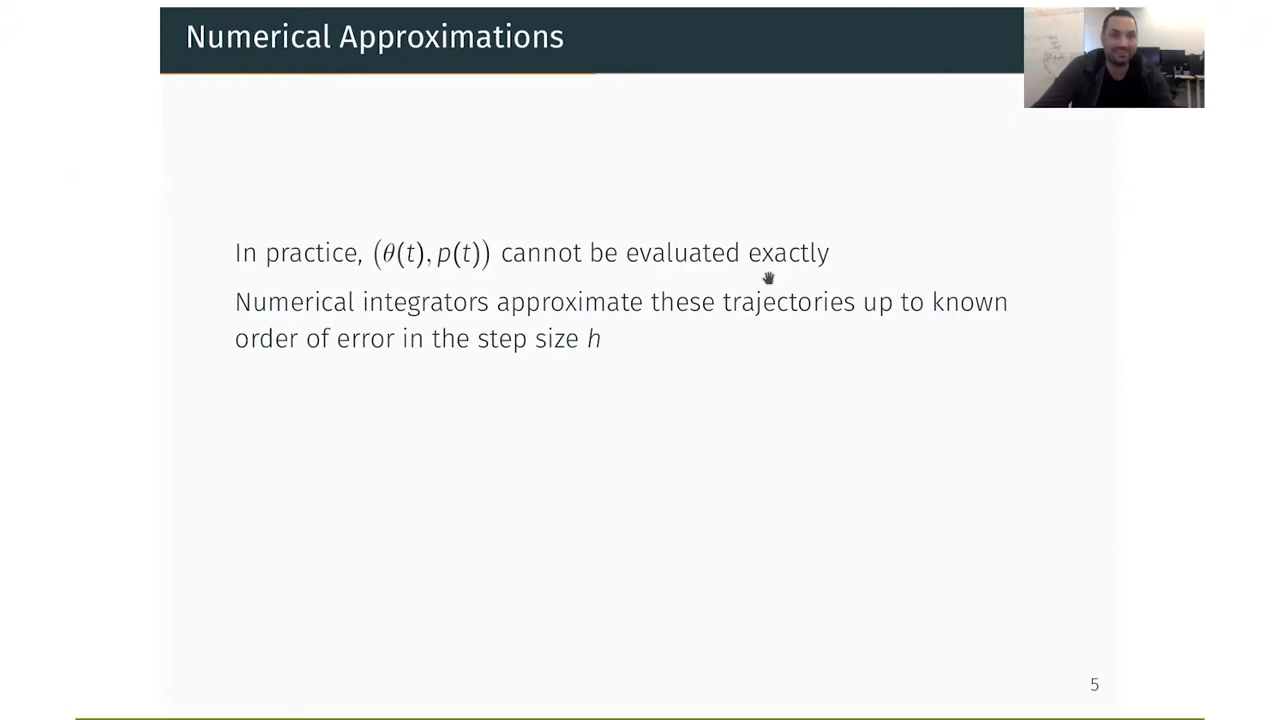 Numerical Approximations
In practice, (θ(t), p(t)) cannot be evaluated exactly
Numerical integrators approximate these trajectories up to known
order of error in the step size h
5